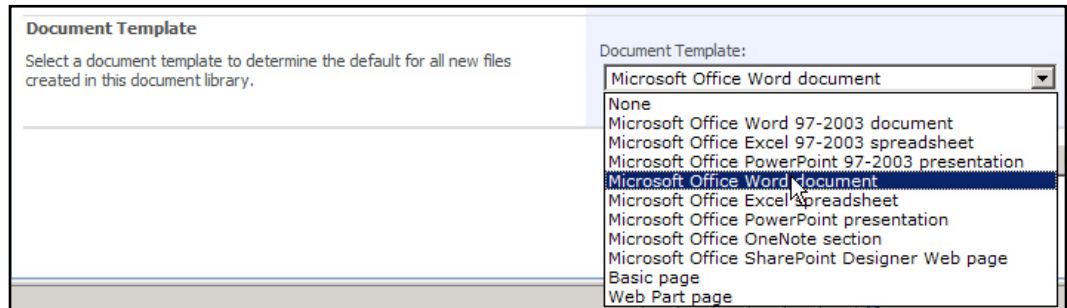 Document Template
Select a document template to determine the default for all new files
created in this document library.
Document Template:
Microsoft Office Word document
None
Microsoft Office Word 97-2003 document
Microsoft Office Excel 97-2003 spreadsheet
Microsoft Office PowerPoint 97-2003 presentation
Microsoft Office Word document
Microsoft Office Excel spreadsheet
Microsoft Office PowerPoint presentation
Microsoft Office OneNote section
Microsoft Office SharePoint Designer Web page
Basic page
Web Part page